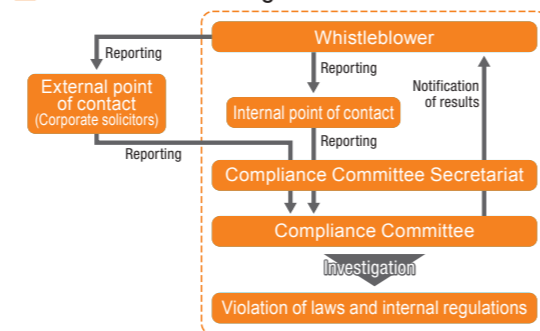 Whistleblower
Reporting
Reporting
External point
of contact
(Corporate solicitors)
Notification
of results
Internal point of contact
Reporting
Reporting
Compliance Committee Secretariat
Compliance Committee
Investigation
Violation of laws and internal regulations